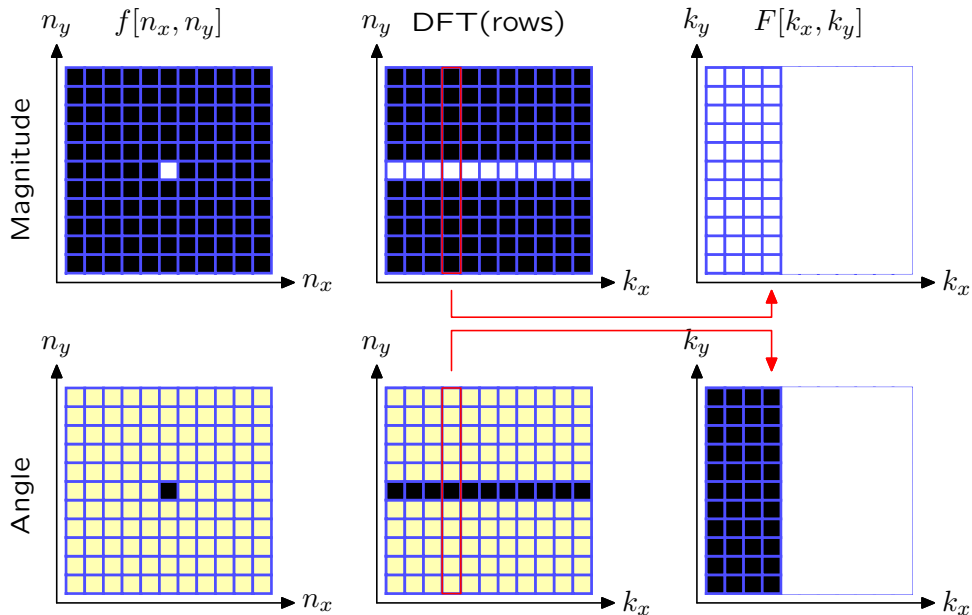 n_y f[n_x, n_y] n_y DFT(rows) k_y F[k_x, k_y]
Magnitude
n_x k_x k_x
n_y n_y k_y
Angle
n_x k_x k_x